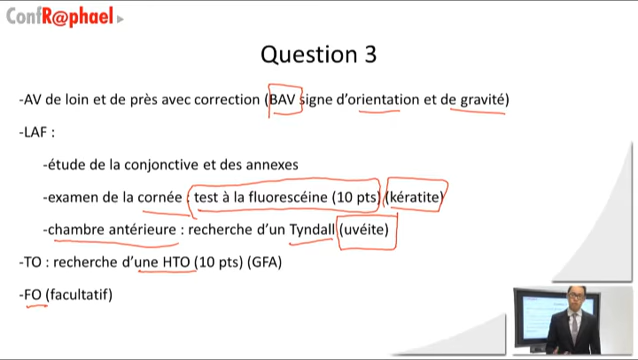 ConfR@phael
Question 3
-AV de loin et de près avec correction (BAV signe d'orientation et de gravité)
-LAF :
-étude de la conjonctive et des annexes
-examen de la cornée : test à la fluorescéine (10 pts) (kératite)
-chambre antérieure : recherche d'un Tyndall (uvéite)
-TO : recherche d'une HTO (10 pts) (GFA)
-FO (facultatif)